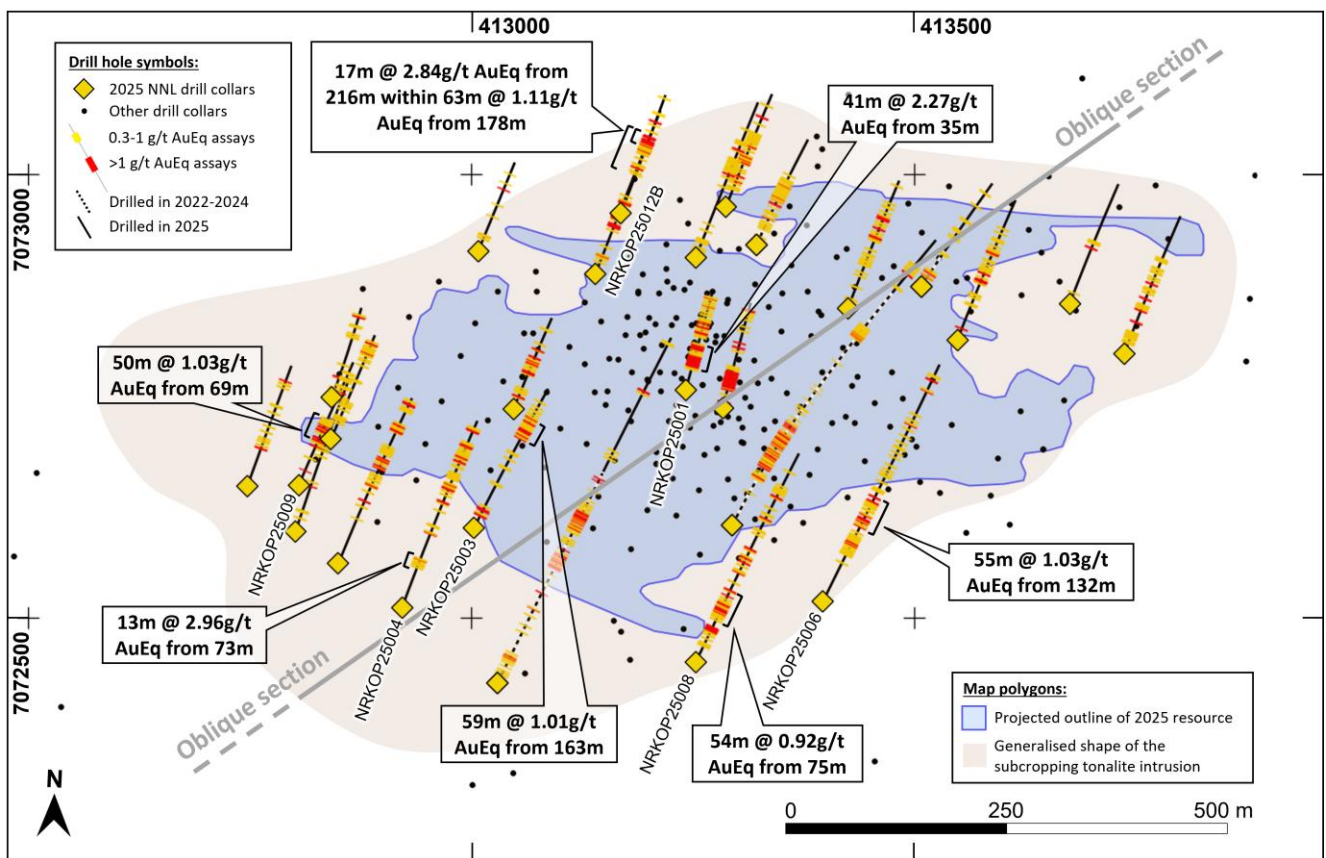 413000
413500
Drill hole symbols:
2025 NNL drill collars
Other drill collars
0.3-1 g/t AuEq assays
>1 g/t AuEq assays
Drilled in 2022-2024
Drilled in 2025
17m @ 2.84g/t AuEq from
216m within 63m @ 1.11g/t
AuEq from 178m
41m @ 2.27g/t
AuEq from 35m
Oblique section
7073000
NRKOP25012B
50m @ 1.03g/t
AuEq from 69m
NRKOP25001
NRKOP25009
NRKOP25003
55m @ 1.03g/t
AuEq from 132m
13m @ 2.96g/t
AuEq from 73m
NRKOP25004
NRKOP25006
7072500
NRKOP25008
Oblique section
59m @ 1.01g/t
AuEq from 163m
54m @ 0.92g/t
AuEq from 75m
Map polygons:
Projected outline of 2025 resource
Generalised shape of the
subcropping tonalite intrusion
N
0
250
500 m